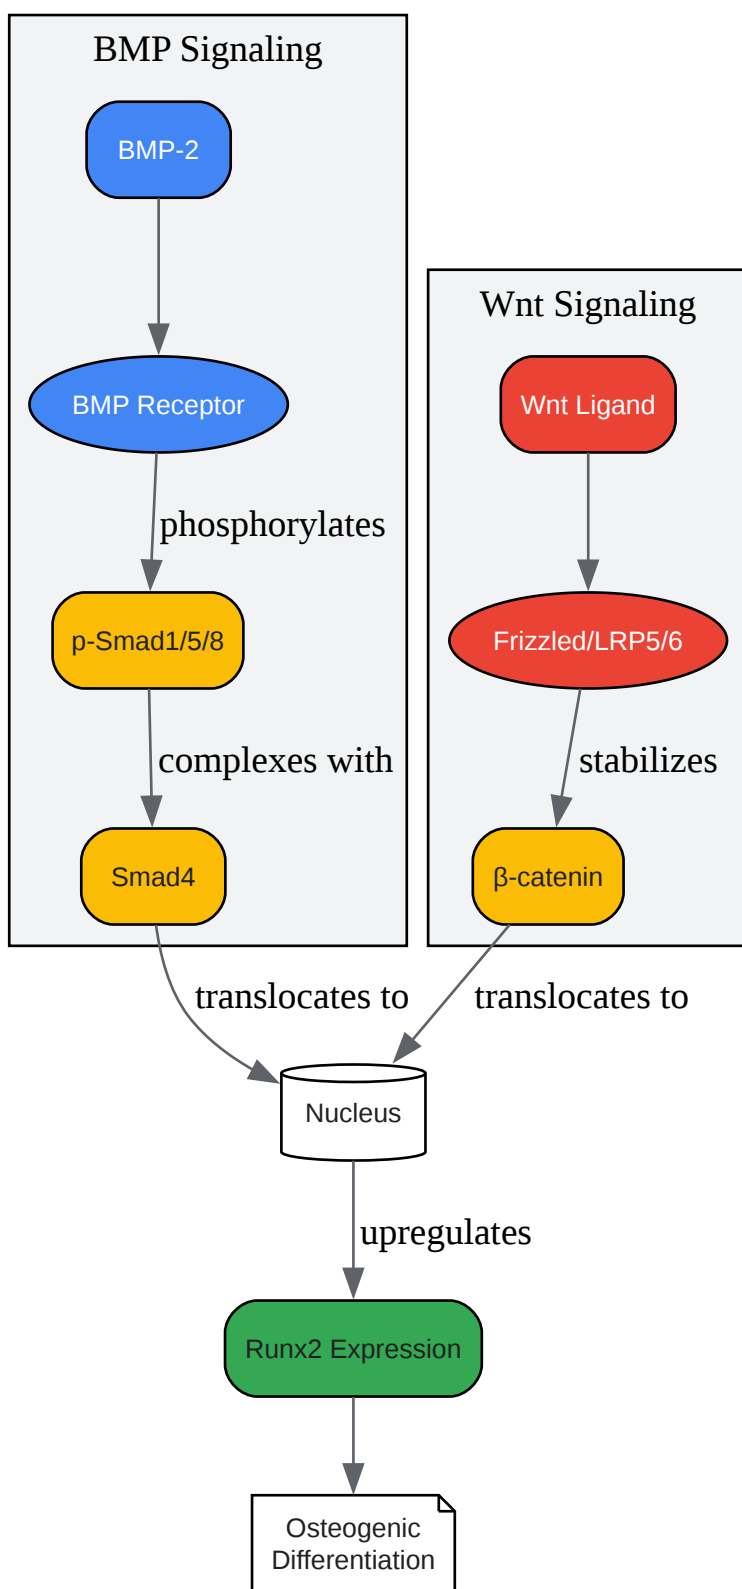 BMP Signaling
BMP-2
BMP Receptor
phosphorylates
p-Smad1/5/8
complexes with
Smad4
translocates to
Wnt Signaling
Wnt Ligand
Frizzled/LRP5/6
stabilizes
β-catenin
translocates to
Nucleus
upregulates
Runx2 Expression
Osteogenic
Differentiation